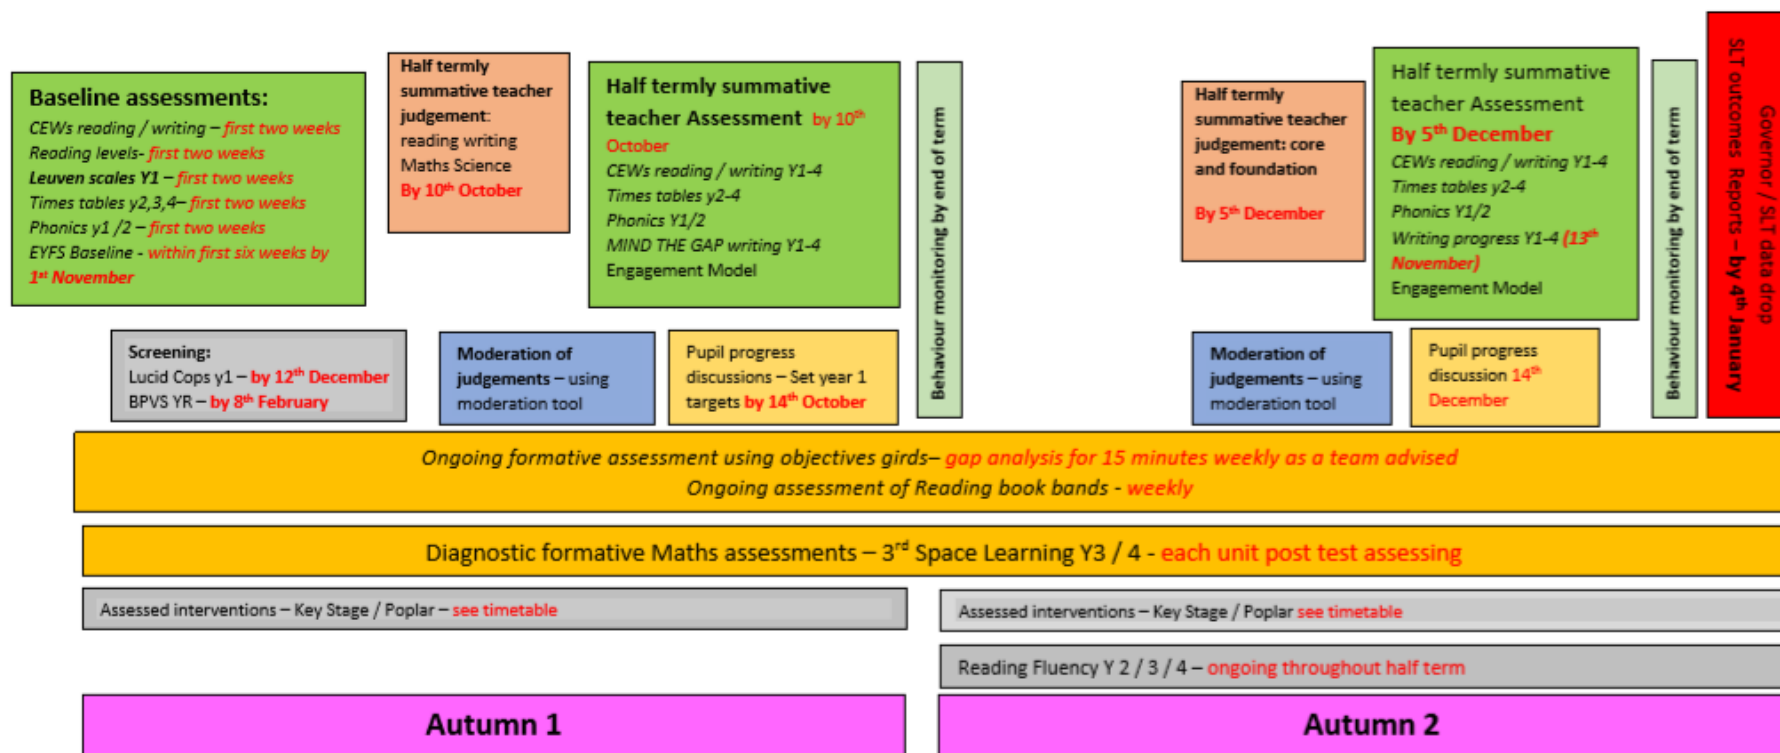 Baseline assessments:
CEWs reading / writing – first two weeks
Reading levels- first two weeks
Leuven scales Y1 – first two weeks
Times tables y2,3,4– first two weeks
Phonics y1 /2 – first two weeks
EYFS Baseline - within first six weeks by
1st November
Half termly
summative teacher
judgement:
reading writing
Maths Science
By 10th October
Half termly summative
teacher Assessment by 10th
October
CEWs reading / writing Y1-4
Times tables y2-4
Phonics Y1/2
MIND THE GAP writing Y1-4
Engagement Model
Behaviour monitoring by end of term
Half termly
summative teacher
judgement: core
and foundation
By 5th December
Half termly summative
teacher Assessment
By 5th December
CEWs reading / writing Y1-4
Times tables y2-4
Phonics Y1/2
Writing progress Y1-4 (13th
November)
Engagement Model
Behaviour monitoring by end of term
Governor / SLT data drop
SLT outcomes Reports – by 4th January
Screening:
Lucid Cops y1 – by 12th December
BPVS YR – by 8th February
Moderation of
judgements – using
moderation tool
Pupil progress
discussions – Set year 1
targets by 14th October
Moderation of
judgements – using
moderation tool
Pupil progress
discussion 14th
December
Ongoing formative assessment using objectives girds– gap analysis for 15 minutes weekly as a team advised
Ongoing assessment of Reading book bands - weekly
Diagnostic formative Maths assessments – 3rd Space Learning Y3 / 4 - each unit post test assessing
Assessed interventions – Key Stage / Poplar – see timetable
Assessed interventions – Key Stage / Poplar see timetable
Reading Fluency Y 2 / 3 / 4 – ongoing throughout half term
Autumn 1
Autumn 2